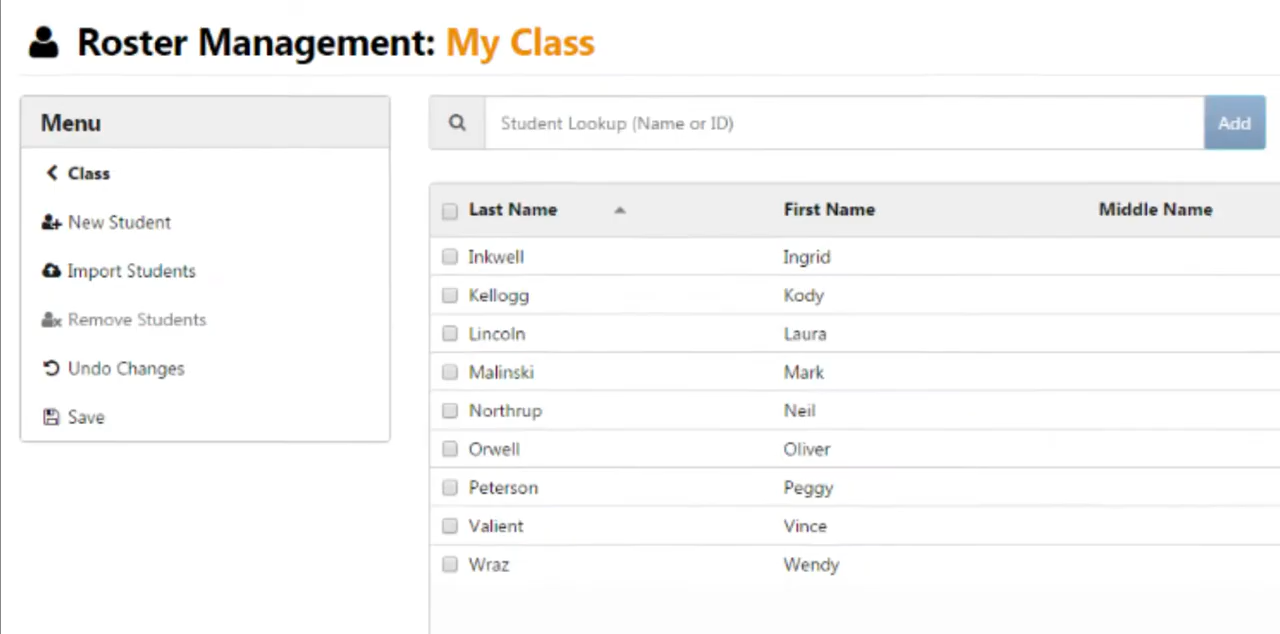 Roster Management: My Class
Menu
Class
New Student
Import Students
Remove Students
Undo Changes
Save
Student Lookup (Name or ID)
Add
Last Name First Name Middle Name
Inkwell Ingrid
Kellogg Kody
Lincoln Laura
Malinski Mark
Northrup Neil
Orwell Oliver
Peterson Peggy
Valient Vince
Wraz Wendy